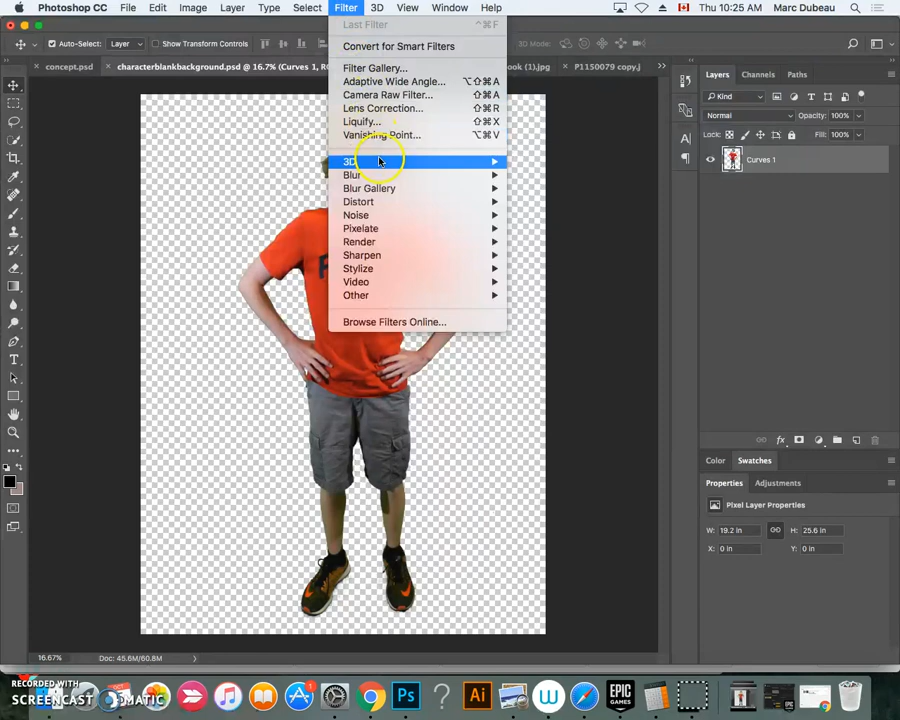 Photoshop CC File Edit Image Layer Type Select Filter 3D View Window Help Thu 10:25 AM Marc Dubeau
Auto-Select: Layer Show Transform Controls 3D Mode:
concept.psd characterblankbackground.psd @ 16.7% (Curves 1, R k (1).jpg P1150079 copy.j
Last Filter ⌃⌘F
Convert for Smart Filters
Filter Gallery...
Adaptive Wide Angle... ⌥⇧⌘A
Camera Raw Filter... ⇧⌘A
Lens Correction... ⇧⌘R
Liquify... ⇧⌘X
Vanishing Point... ⌥⌘V
3D
Blur
Blur Gallery
Distort
Noise
Pixelate
Render
Sharpen
Stylize
Video
Other
Browse Filters Online...
Layers Channels Paths
Kind
Normal Opacity: 100%
Lock: Fill: 100%
Curves 1
Color Swatches
Properties Adjustments
Pixel Layer Properties
W: 19.2 in H: 25.6 in
X: 0 in Y: 0 in
16.67% Doc: 45.6M/60.8M
RECORDED WITH
SCREENCAST MATIC
Ps Ai W EPIC GAMES